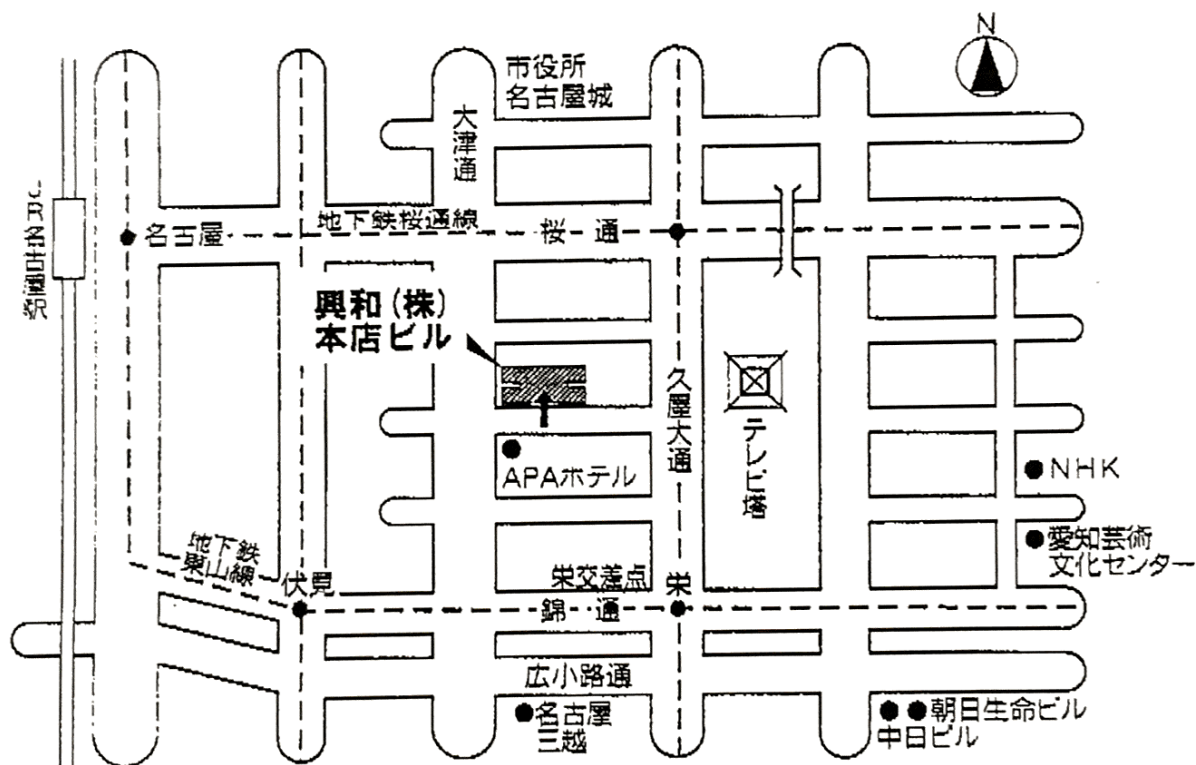 N
市役所
名古屋城
大津通
名古屋
地下鉄桜通線
桜 通
興和(株)
本店ビル
久屋大通
テレビ塔
APAホテル
NHK
愛知芸術
文化センター
地下鉄
東山線
伏見
栄交差点
栄
錦 通
広小路通
名古屋
三越
朝日生命ビル
中日ビル